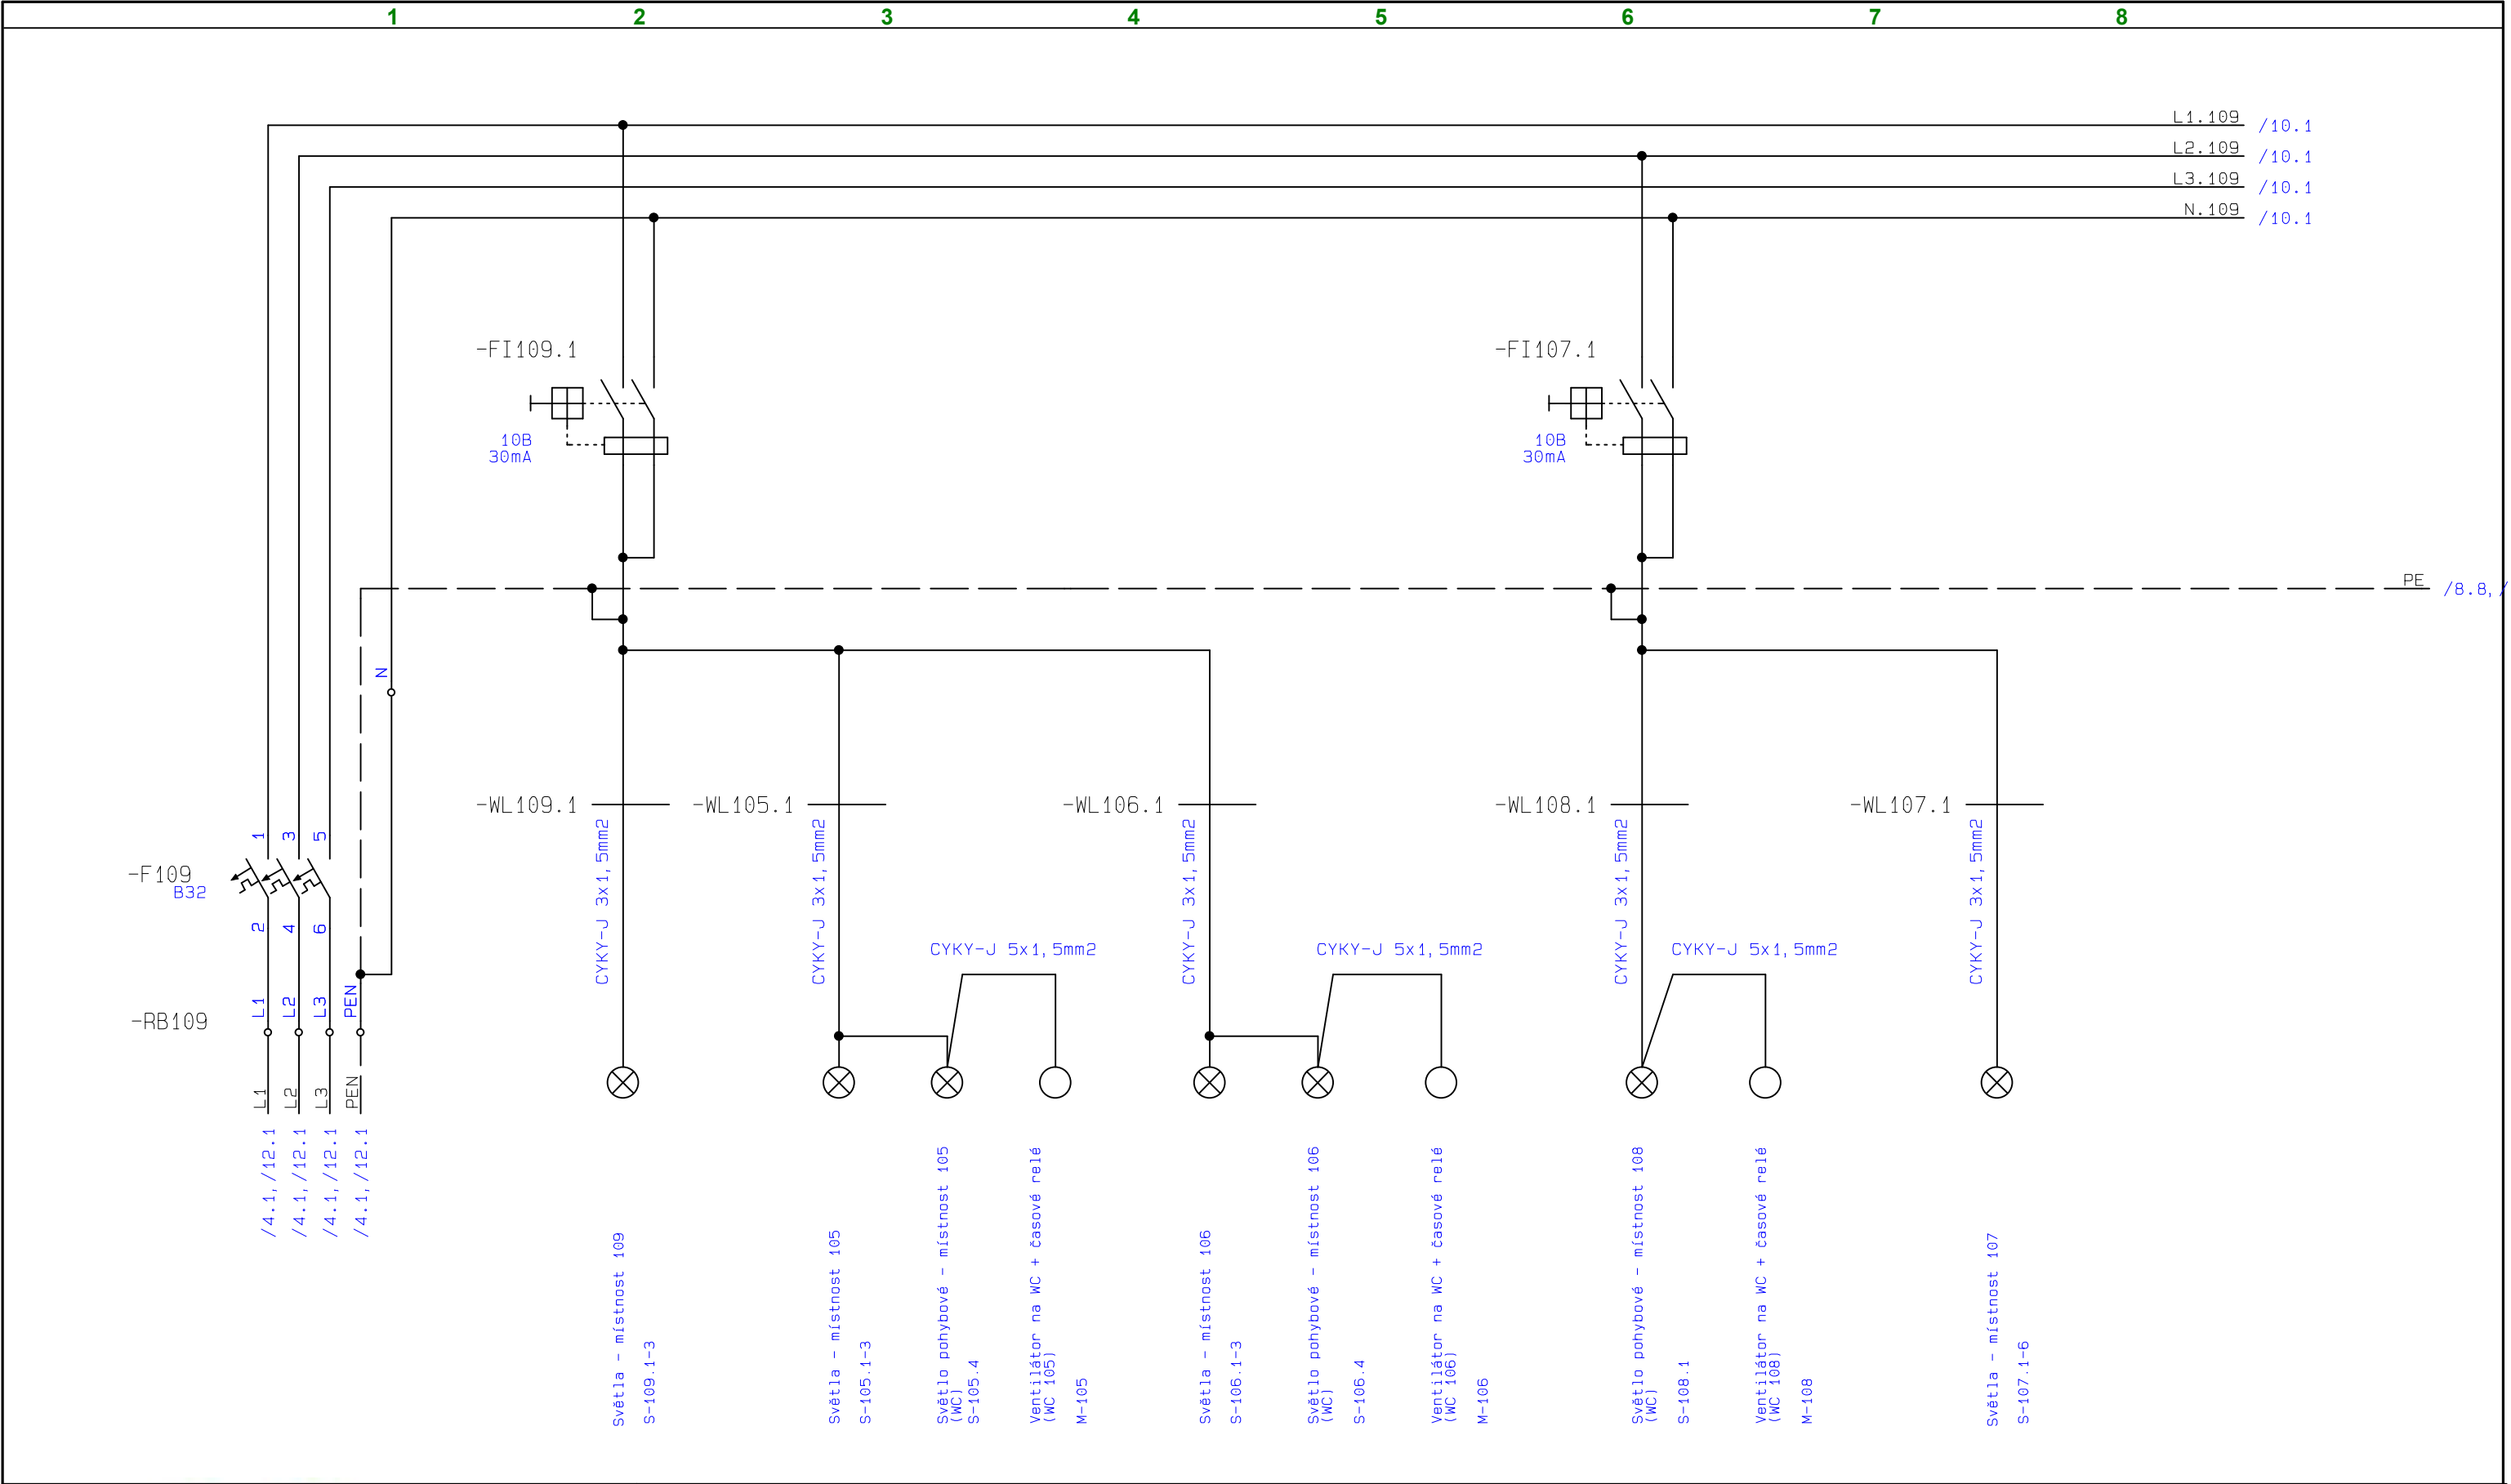 1 2 3 4 5 6 7 8
L1.109 /10.1
L2.109 /10.1
L3.109 /10.1
N.109 /10.1
-FI109.1
10B
30mA
-FI107.1
10B
30mA
PE /8.8,/
N
-WL109.1
CYKY-J 3x1,5mm2
-WL105.1
CYKY-J 3x1,5mm2
-WL106.1
CYKY-J 3x1,5mm2
-WL108.1
CYKY-J 3x1,5mm2
-WL107.1
CYKY-J 3x1,5mm2
1 3 5
-F109
B32
2 4 6
CYKY-J 5x1,5mm2
CYKY-J 5x1,5mm2
CYKY-J 5x1,5mm2
L1 L2 L3 PEN
-RB109
L1 L2 L3 PEN
/4.1,/12.1
/4.1,/12.1
/4.1,/12.1
/4.1,/12.1
Světla - místnost 109
S-109.1-3
Světla - místnost 105
S-105.1-3
Světlo pohybové - místnost 105
(WC)
S-105.4
Ventilátor na WC + časové relé
(WC 105)
M-105
Světla - místnost 106
S-106.1-3
Světlo pohybové - místnost 106
(WC)
S-106.4
Ventilátor na WC + časové relé
(WC 106)
M-106
Světlo pohybové - místnost 108
(WC)
S-108.1
Ventilátor na WC + časové relé
(WC 108)
M-108
Světla - místnost 107
S-107.1-6